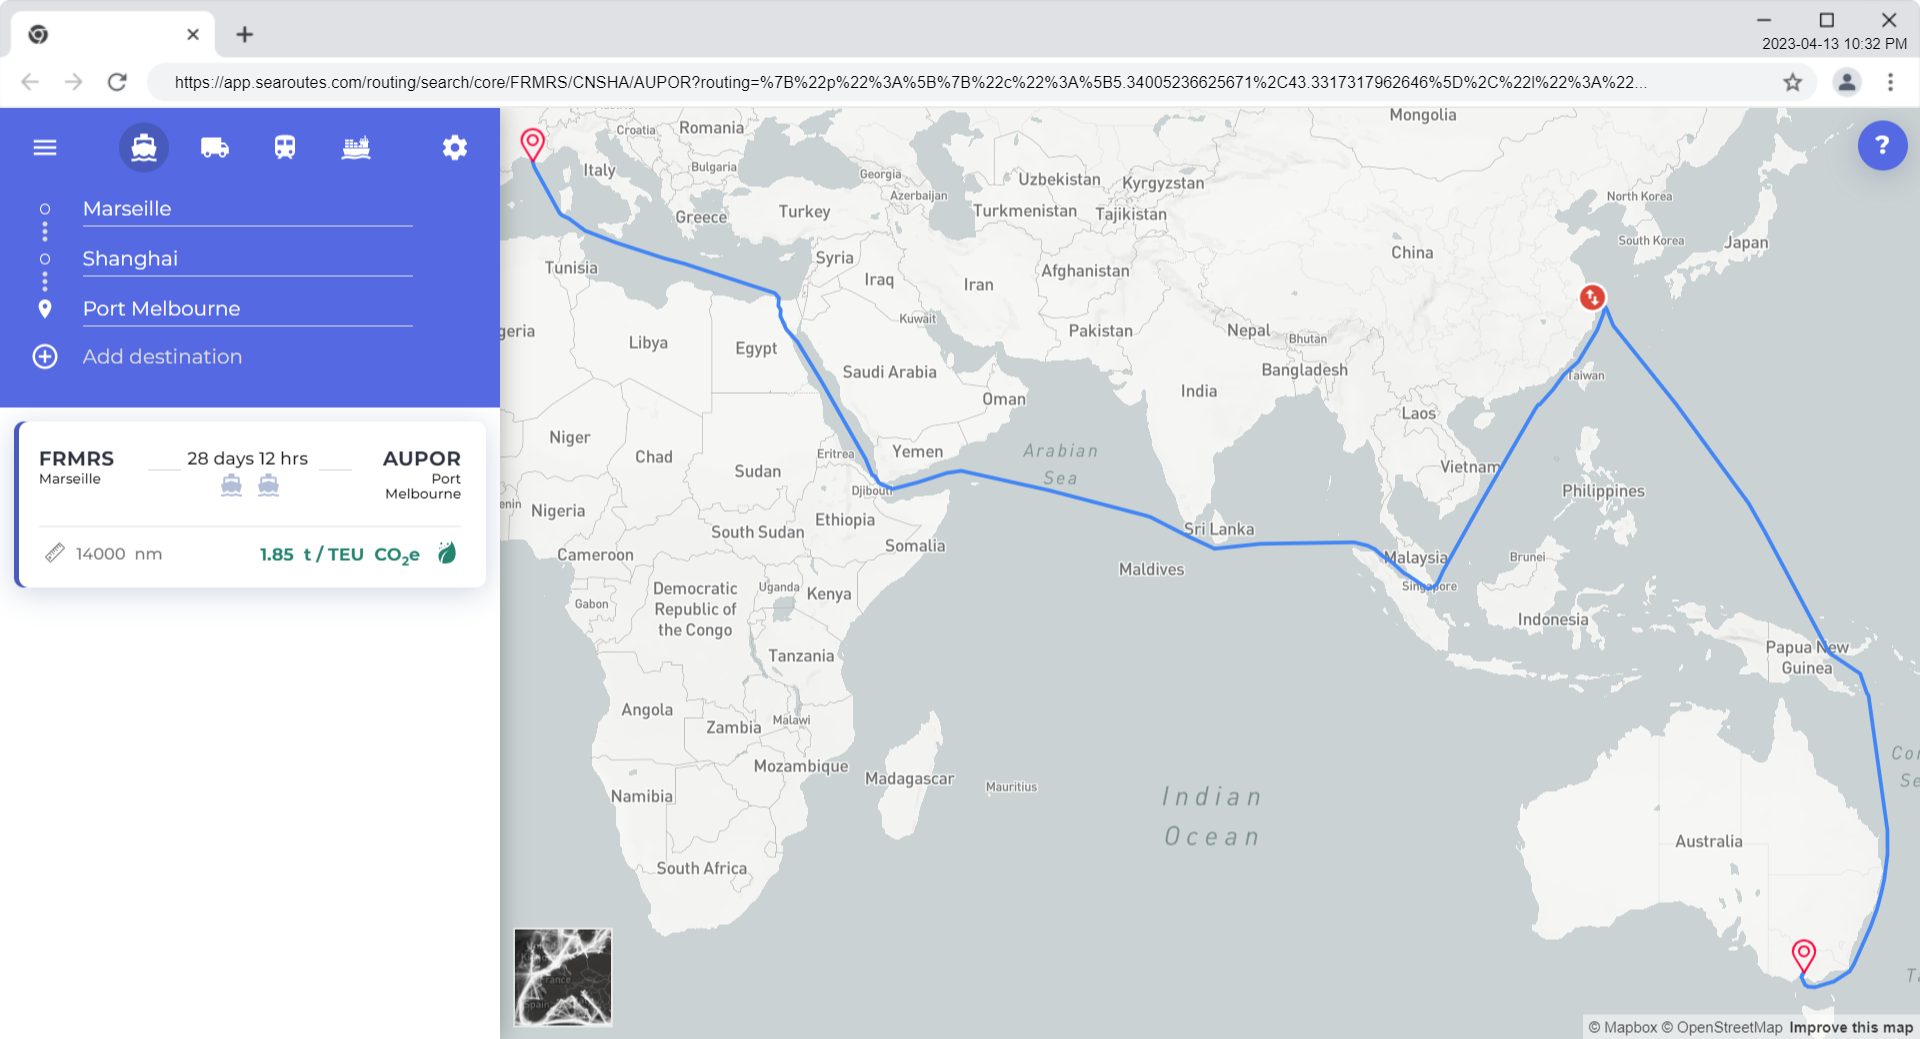 2023-04-13 10:32 PM
https://app.searoutes.com/routing/search/core/FRMRS/CNSHA/AUPOR?routing=%7B%22p%22%3A%5B%7B%22c%22%3A%5B5.34005236625671%2C43.3317317962646%5D%2C%22l%22%3A%22...
Marseille
Shanghai
Port Melbourne
Add destination
FRMRS
Marseille
28 days 12 hrs
AUPOR
Port
Melbourne
14000 nm
1.85 t / TEU CO2e
?
Mongolia
Croatia
Romania
Italy
Bulgaria
Georgia
Azerbaijan
Uzbekistan
Kyrgyzstan
North Korea
Greece
Turkey
Turkmenistan
Tajikistan
South Korea
Japan
Tunisia
Syria
Iraq
Iran
Afghanistan
China
geria
Libya
Egypt
Kuwait
Pakistan
Nepal
Bhutan
Saudi Arabia
Bangladesh
Taiwan
India
Oman
Laos
Niger
Chad
Sudan
Eritrea
Yemen
Arabian
Sea
Vietnam
Philippines
Djibouti
enin
Nigeria
South Sudan
Ethiopia
Somalia
Sri Lanka
Cameroon
Maldives
Malaysia
Brunei
Singapore
Democratic
Republic of
the Congo
Uganda
Kenya
Gabon
Indonesia
Tanzania
Papua New
Guinea
Angola
Zambia
Malawi
Mozambique
Madagascar
Mauritius
Namibia
Indian
Ocean
Cor
Se
Australia
South Africa
France
Spain
Ta
© Mapbox © OpenStreetMap Improve this map